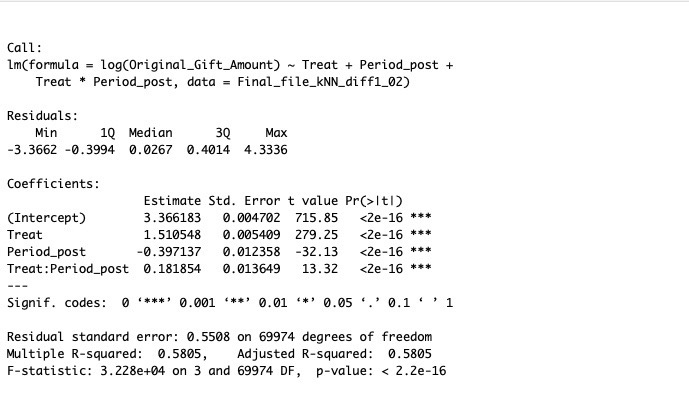 Call:
lm(formula = log(Original_Gift_Amount) ~ Treat + Period_post +
    Treat * Period_post, data = Final_file_kNN_diff1_02)

Residuals:
    Min      1Q  Median      3Q     Max
-3.3662 -0.3994  0.0267  0.4014  4.3336

Coefficients:
                   Estimate Std. Error t value Pr(>|t|)
(Intercept)        3.366183   0.004702  715.85   <2e-16 ***
Treat              1.510548   0.005409  279.25   <2e-16 ***
Period_post       -0.397137   0.012358  -32.13   <2e-16 ***
Treat:Period_post  0.181854   0.013649   13.32   <2e-16 ***
---
Signif. codes:  0 ‘***’ 0.001 ‘**’ 0.01 ‘*’ 0.05 ‘.’ 0.1 ‘ ’ 1

Residual standard error: 0.5508 on 69974 degrees of freedom
Multiple R-squared:  0.5805,    Adjusted R-squared:  0.5805
F-statistic: 3.228e+04 on 3 and 69974 DF,  p-value: < 2.2e-16